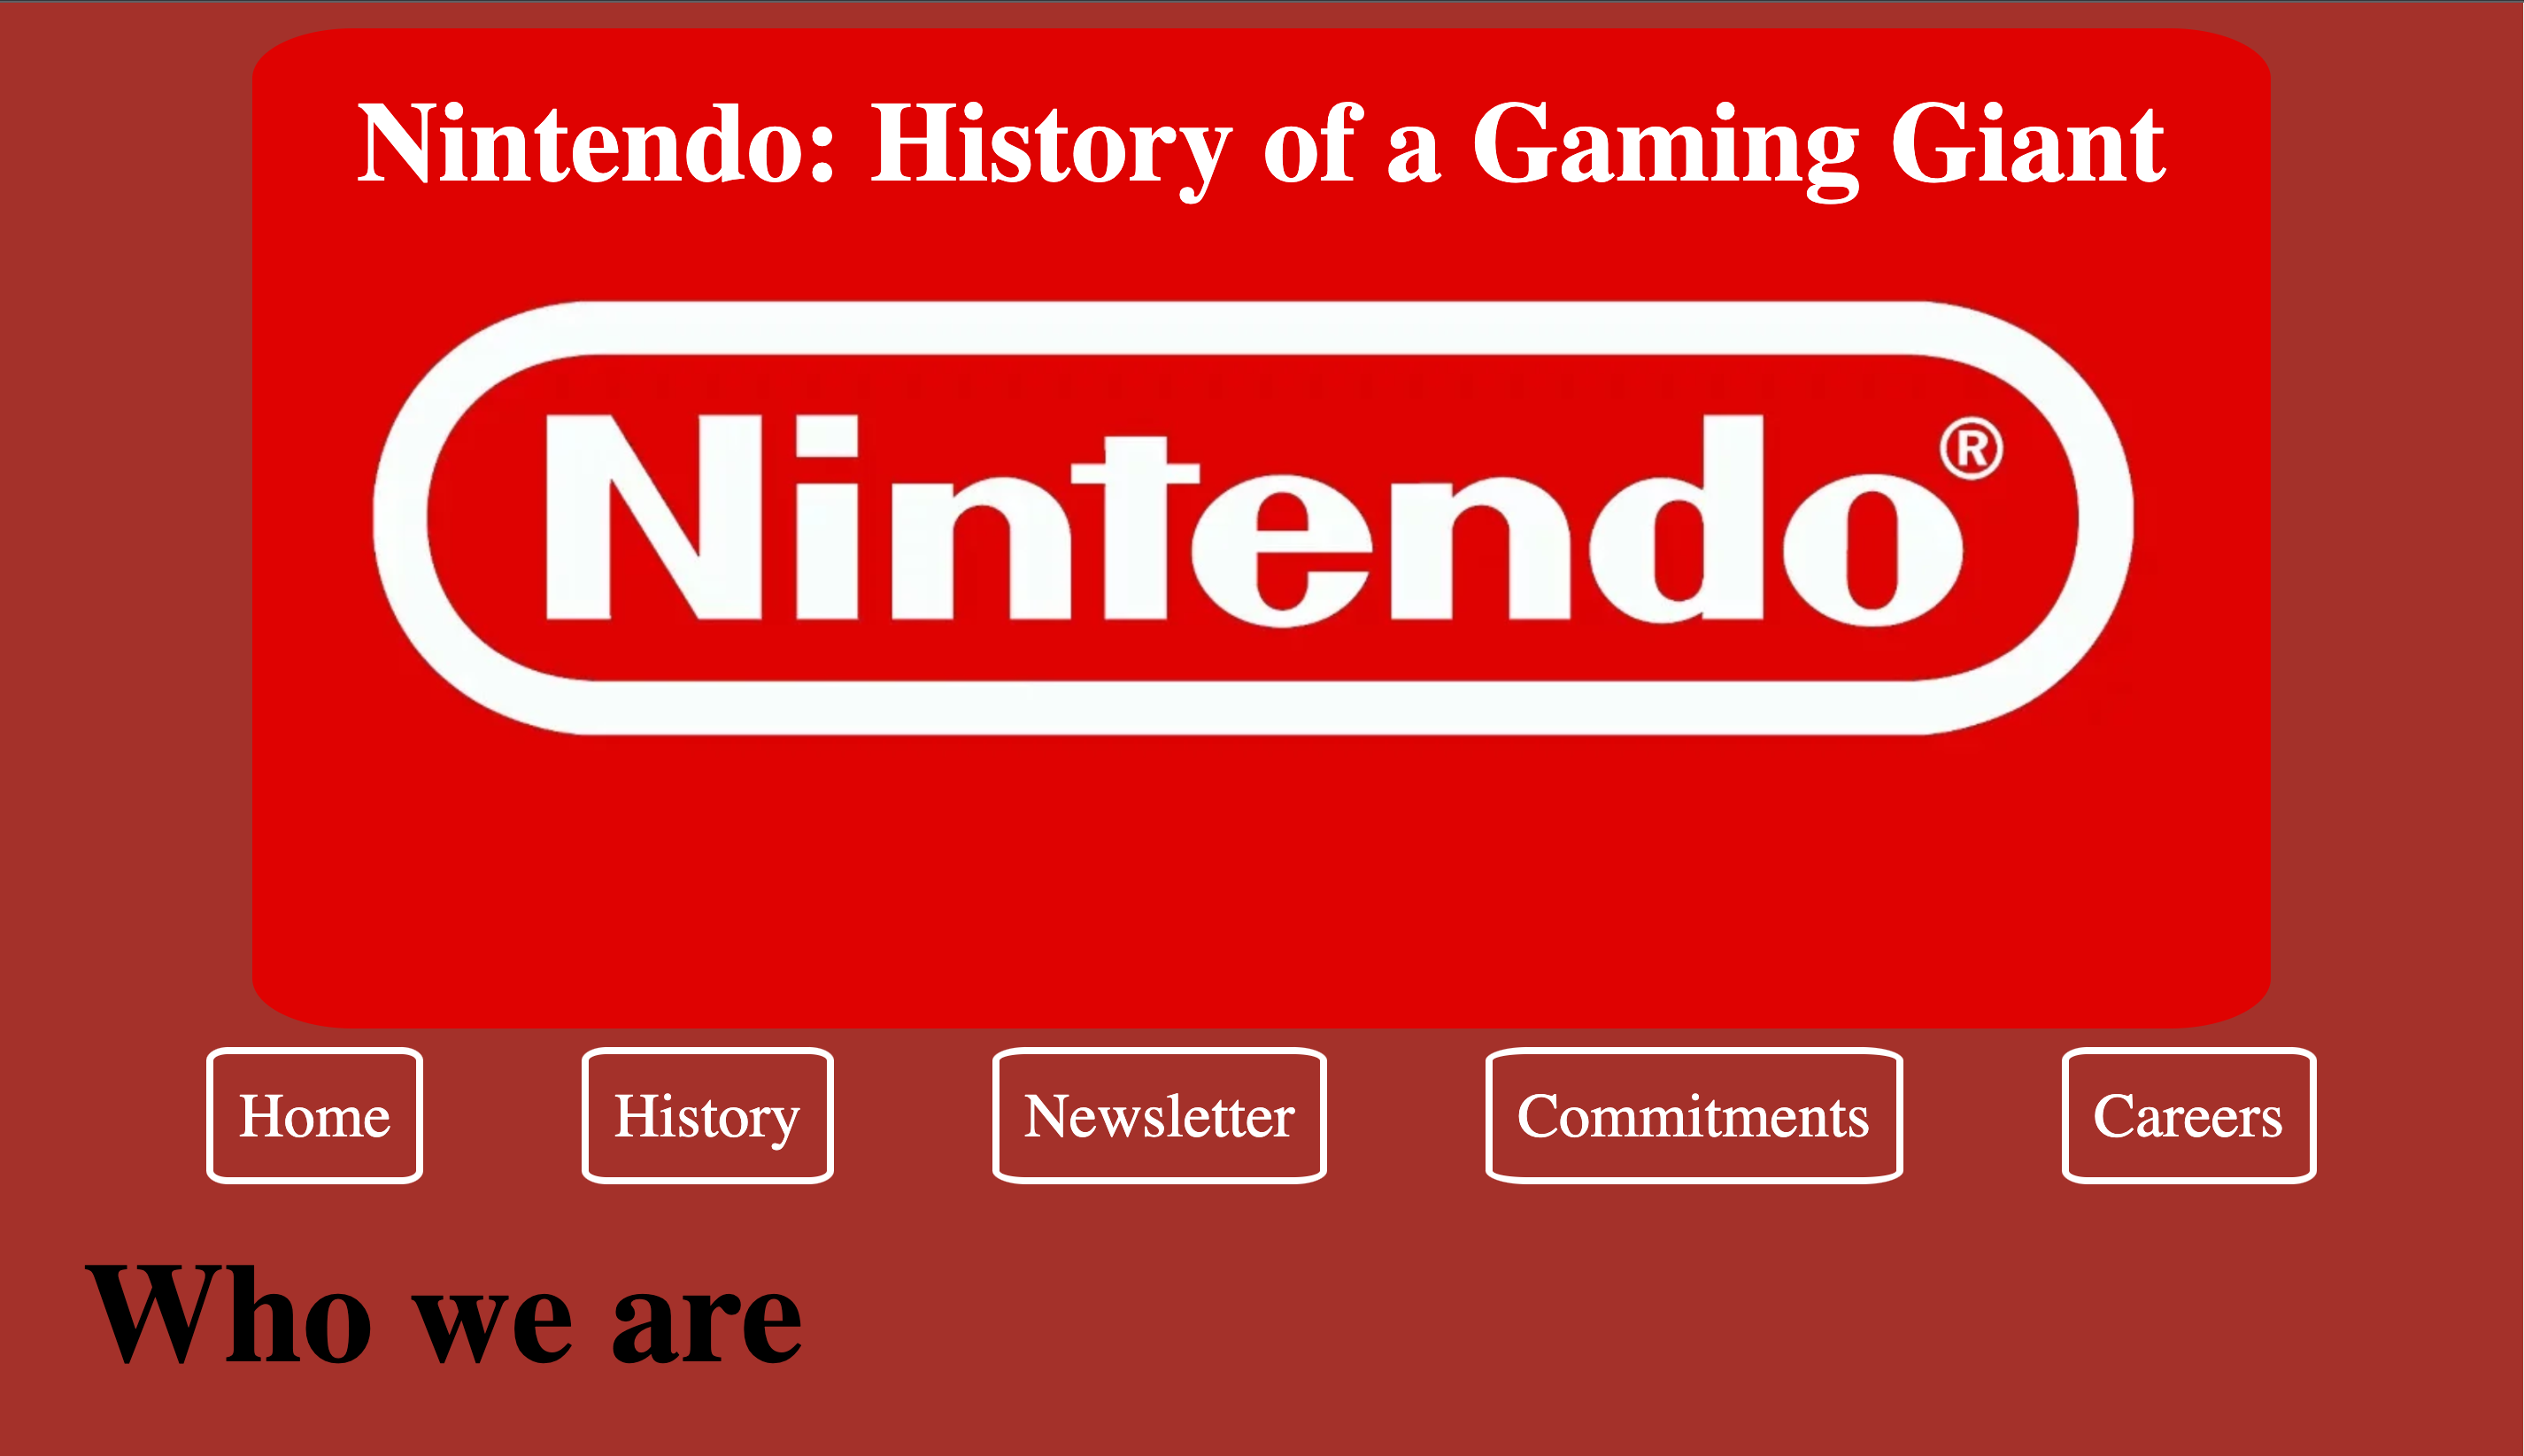 Nintendo: History of a Gaming Giant
Nintendo®
Home
History
Newsletter
Commitments
Careers
Who we are